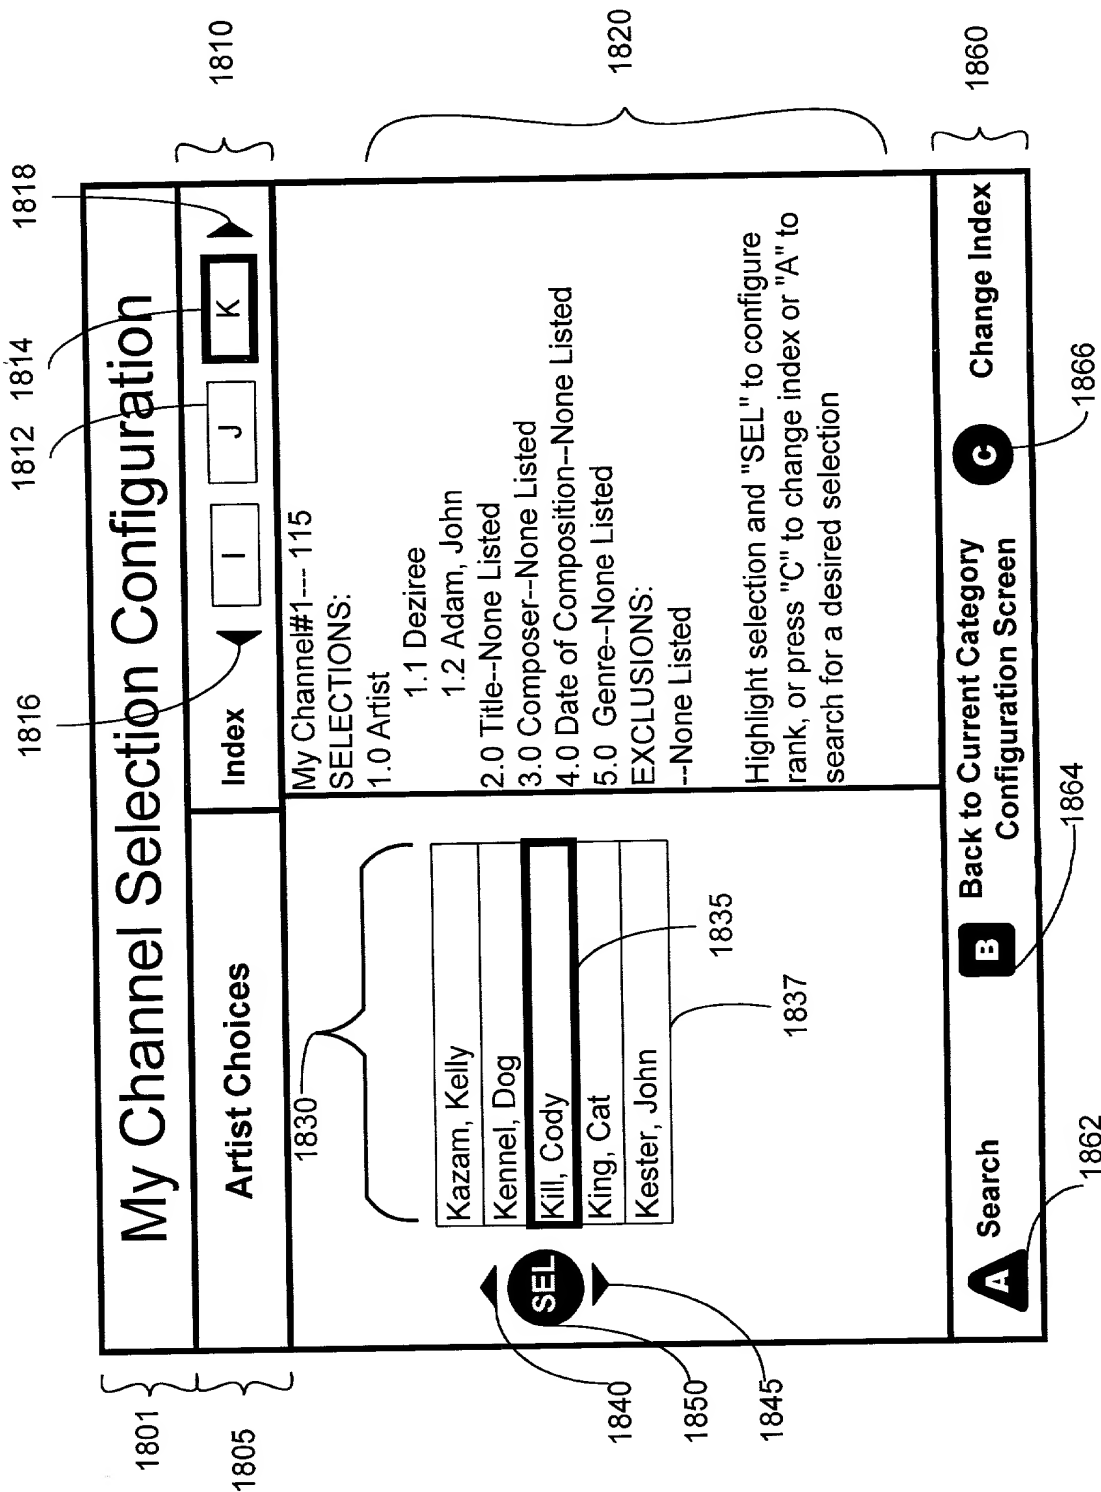 1810
1820
1860
1818
1814
1812
1816
My Channel Selection Configuration
Artist Choices
Index
I
J
K
1830
Kazam, Kelly
Kennel, Dog
Kill, Cody
King, Cat
Kester, John
SEL
1835
1837
My Channel#1--- 115
SELECTIONS:
1.0 Artist
1.1 Deziree
1.2 Adam, John
2.0 Title--None Listed
3.0 Composer--None Listed
4.0 Date of Composition--None Listed
5.0 Genre--None Listed
EXCLUSIONS:
--None Listed
Highlight selection and "SEL" to configure
rank, or press "C" to change index or "A" to
search for a desired selection
A Search
B Back to Current Category
Configuration Screen
C Change Index
1801
1805
1840
1850
1845
1862
1864
1866